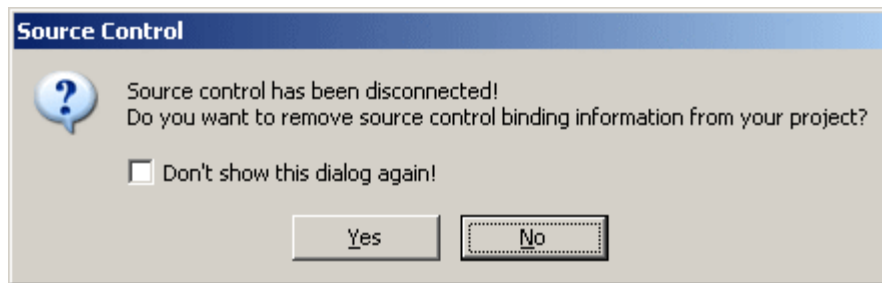 Source Control
Source control has been disconnected!
Do you want to remove source control binding information from your project?
Don't show this dialog again!
Yes
No